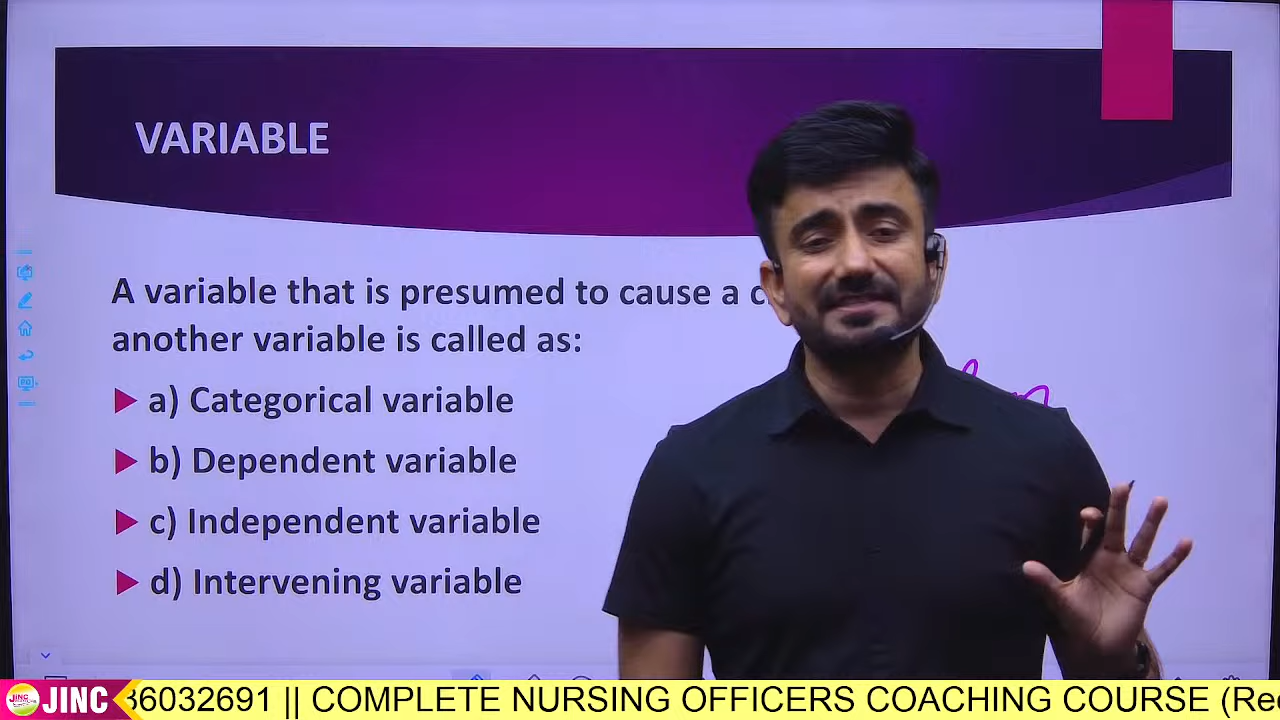 VARIABLE
A variable that is presumed to cause a
another variable is called as:
a) Categorical variable
b) Dependent variable
c) Independent variable
d) Intervening variable
JINC 36032691 || COMPLETE NURSING OFFICERS COACHING COURSE